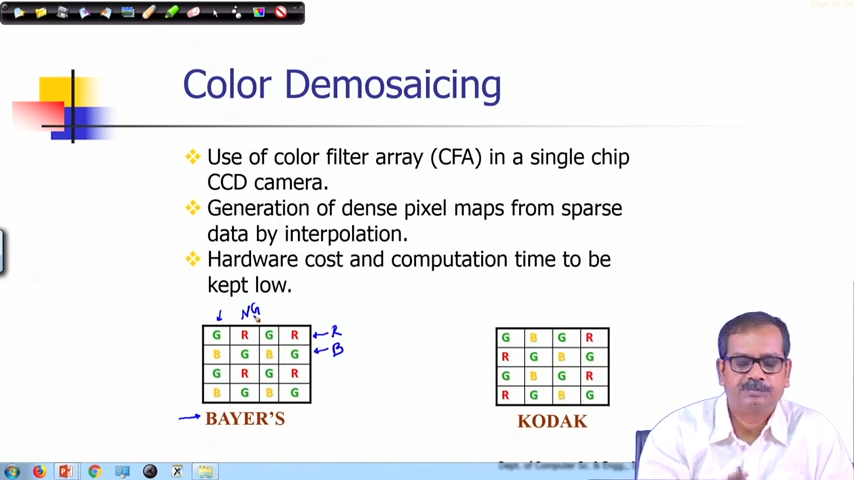 Color Demosaicing
Use of color filter array (CFA) in a single chip
CCD camera.
Generation of dense pixel maps from sparse
data by interpolation.
Hardware cost and computation time to be
kept low.
NG
G R G R ← R
B G B G ← B
G R G R
B G B G
BAYER'S
G B G R
R G B G
G B G R
R G B G
KODAK
Dept. of Computer Sc. & Engg.,